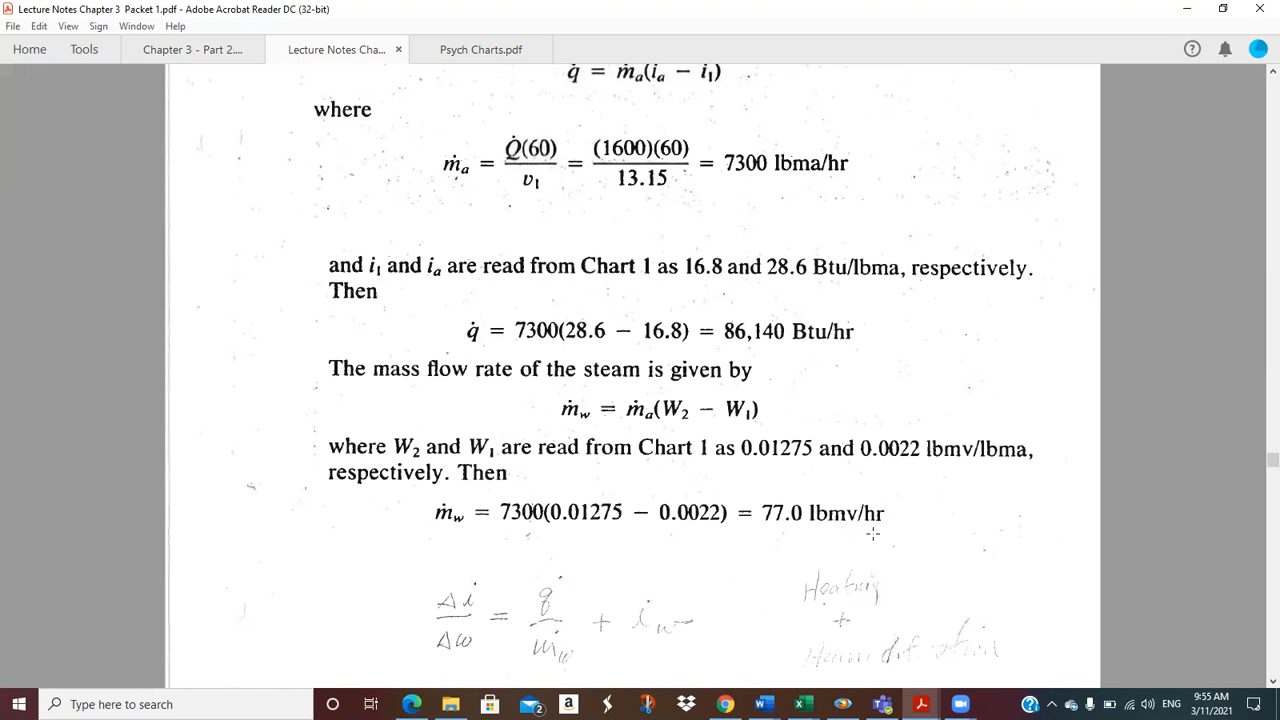 Lecture Notes Chapter 3 Packet 1.pdf - Adobe Acrobat Reader DC (32-bit)
File Edit View Sign Window Help
Home Tools Chapter 3 - Part 2.... Lecture Notes Cha... × Psych Charts.pdf
q̇ = ṁₐ(iₐ − i₁)
where
ṁₐ = Q̇(60)/v₁ = (1600)(60)/13.15 = 7300 lbma/hr
and i₁ and iₐ are read from Chart 1 as 16.8 and 28.6 Btu/lbma, respectively.
Then
q̇ = 7300(28.6 − 16.8) = 86,140 Btu/hr
The mass flow rate of the steam is given by
ṁ_w = ṁₐ(W₂ − W₁)
where W₂ and W₁ are read from Chart 1 as 0.01275 and 0.0022 lbmv/lbma,
respectively. Then
ṁ_w = 7300(0.01275 − 0.0022) = 77.0 lbmv/hr
Δi/Δω = q̇/ṁ_w + i_w
Heating
+
Humidification
Type here to search
9:55 AM
3/11/2021